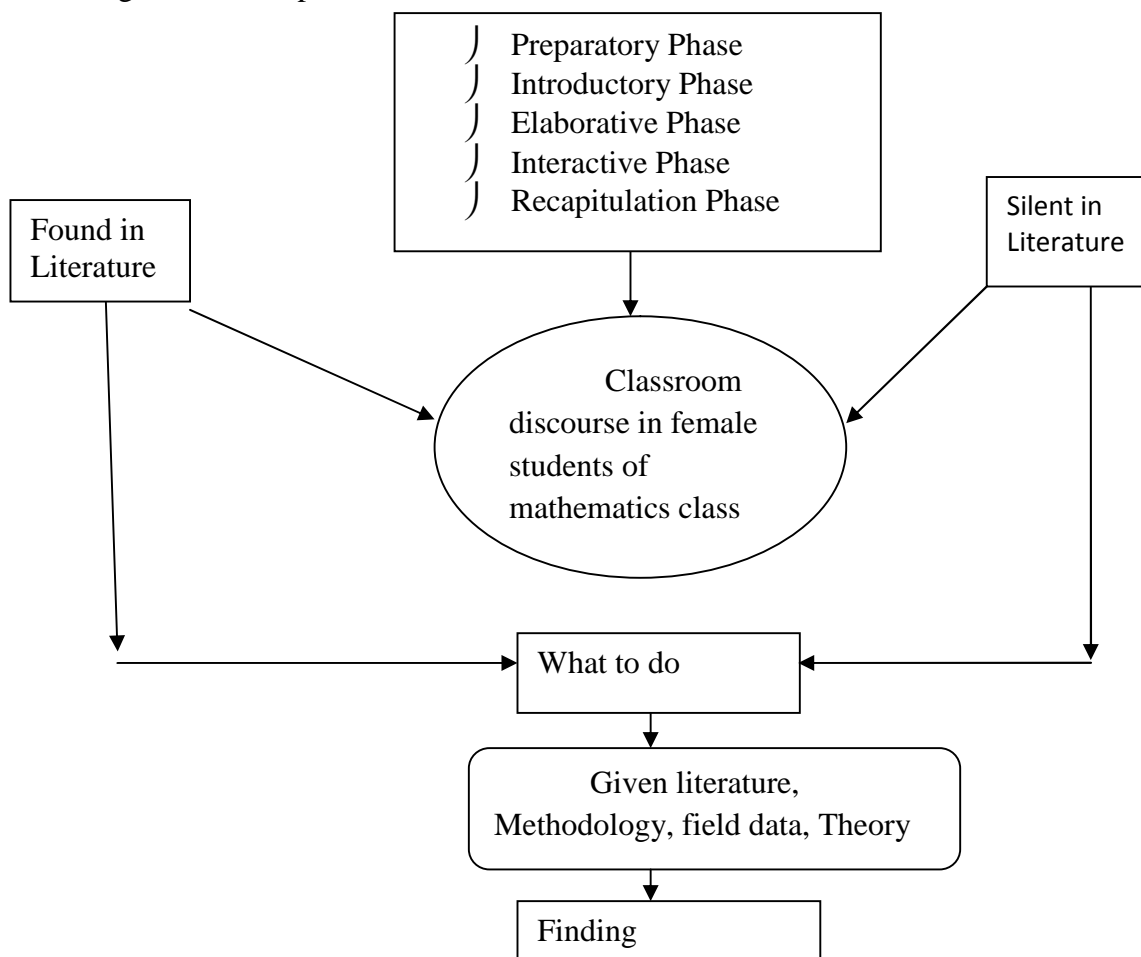 ⌡ Preparatory Phase
⌡ Introductory Phase
⌡ Elaborative Phase
⌡ Interactive Phase
⌡ Recapitulation Phase
Found in
Literature
Silent in
Literature
Classroom
discourse in female
students of
mathematics class
What to do
Given literature,
Methodology, field data, Theory
Finding